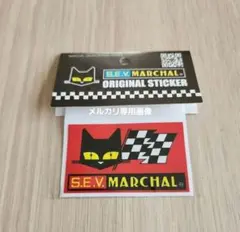 S.E.V. MARCHAL
ORIGINAL STICKER
メルカリ専用画像
S.E.V. MARCHAL